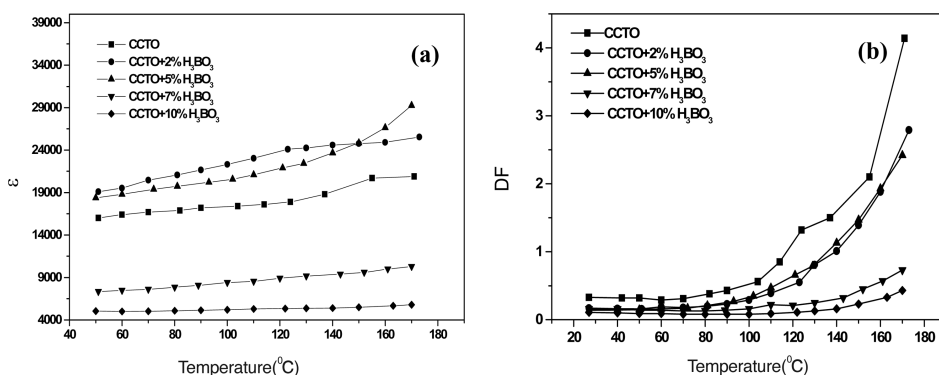 39000
34000
29000
24000
19000
14000
9000
4000
ε
40 60 80 100 120 140 160 180
Temperature(⁰C)
(a)
CCTO
CCTO+2% H₃BO₃
CCTO+5% H₃BO₃
CCTO+7% H₃BO₃
CCTO+10% H₃BO₃
4
3
2
1
0
DF
20 40 60 80 100 120 140 160 180
Temperature(⁰C)
(b)
CCTO
CCTO+2% H₃BO₃
CCTO+5% H₃BO₃
CCTO+7% H₃BO₃
CCTO+10% H₃BO₃